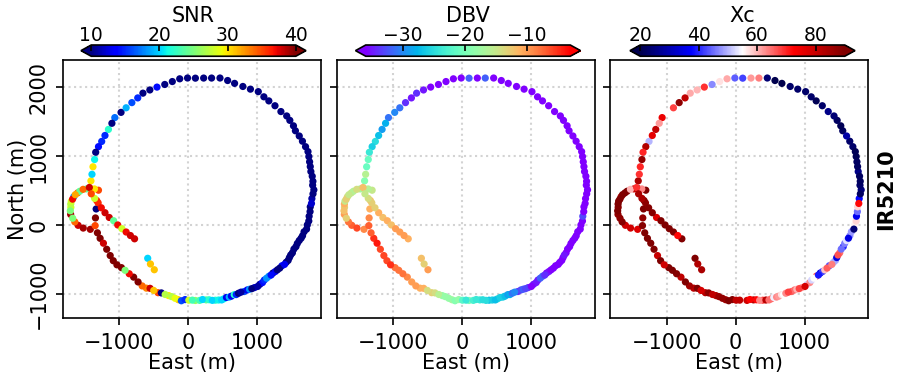 SNR DBV Xc
10 20 30 40 −30 −20 −10 20 40 60 80
2000
1000
0
−1000
North (m)
IR5210
−1000 0 1000 −1000 0 1000 −1000 0 1000
East (m) East (m) East (m)